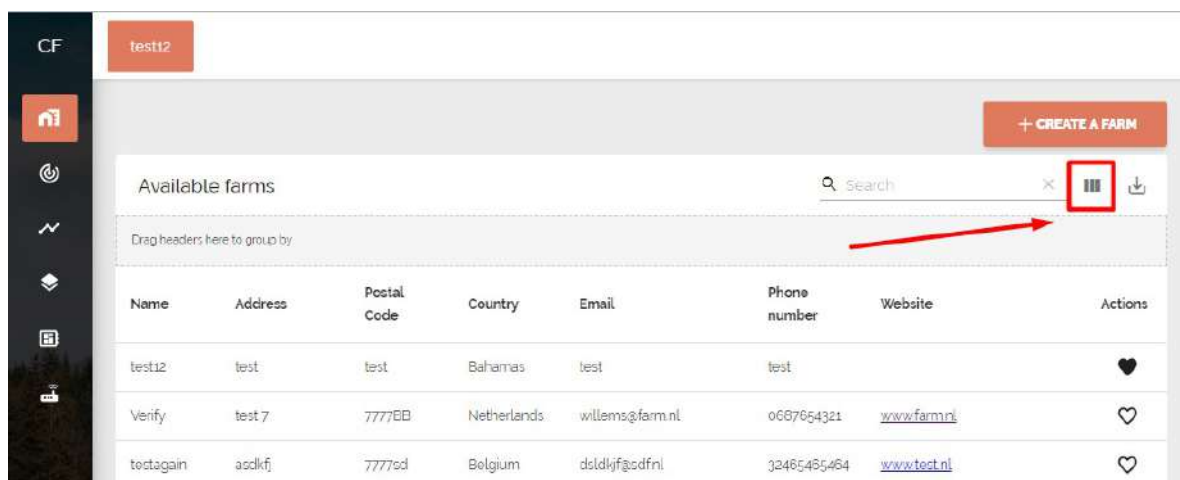 CF
test12
+ CREATE A FARM
Available farms
Search
Drag headers here to group by
Name Address Postal Code Country Email Phone number Website Actions
test12 test test Bahamas test test
Verify test 7 7777BB Netherlands willems@farm.nl 0687654321 www.farm.nl
testagain asdkfj 7777sd Belgium dsldkjf@sdf.nl 32465465464 www.test.nl